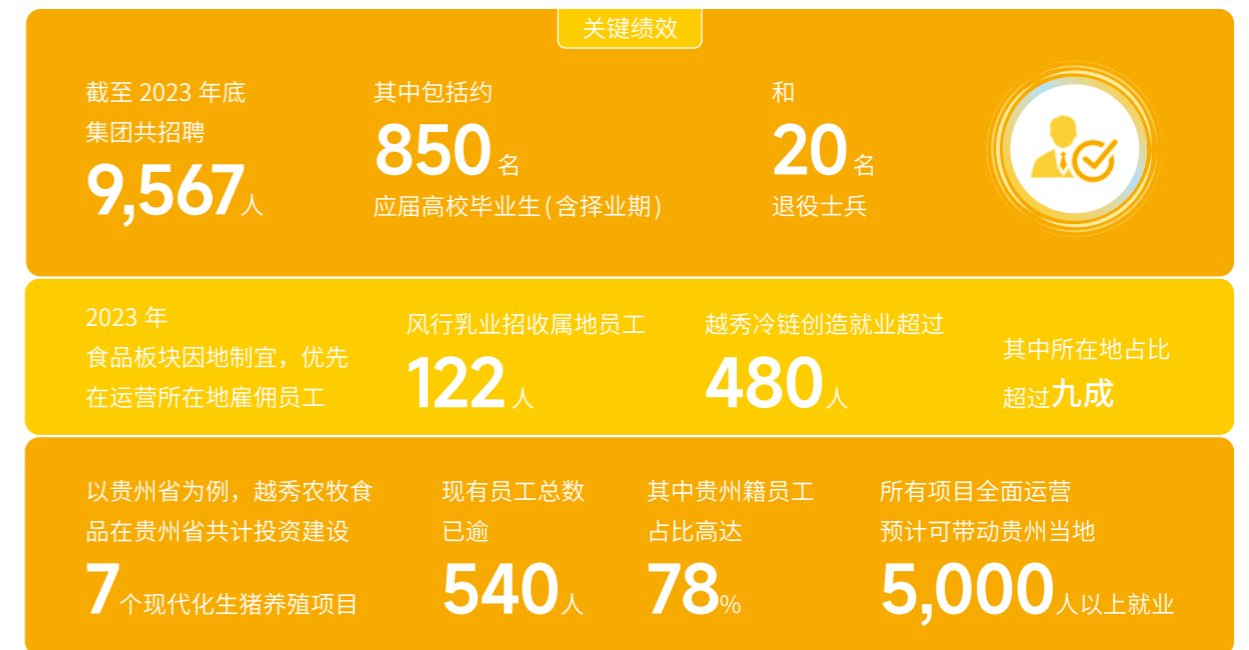 关键绩效
截至 2023 年底
集团共招聘
9,567人
其中包括约
850名
应届高校毕业生(含择业期)
和
20名
退役士兵
2023 年
食品板块因地制宜，优先
在运营所在地雇佣员工
风行乳业招收属地员工
122人
越秀冷链创造就业超过
480人
其中所在地占比
超过九成
以贵州省为例，越秀农牧食
品在贵州省共计投资建设
7个现代化生猪养殖项目
现有员工总数
已逾
540人
其中贵州籍员工
占比高达
78%
所有项目全面运营
预计可带动贵州当地
5,000人以上就业